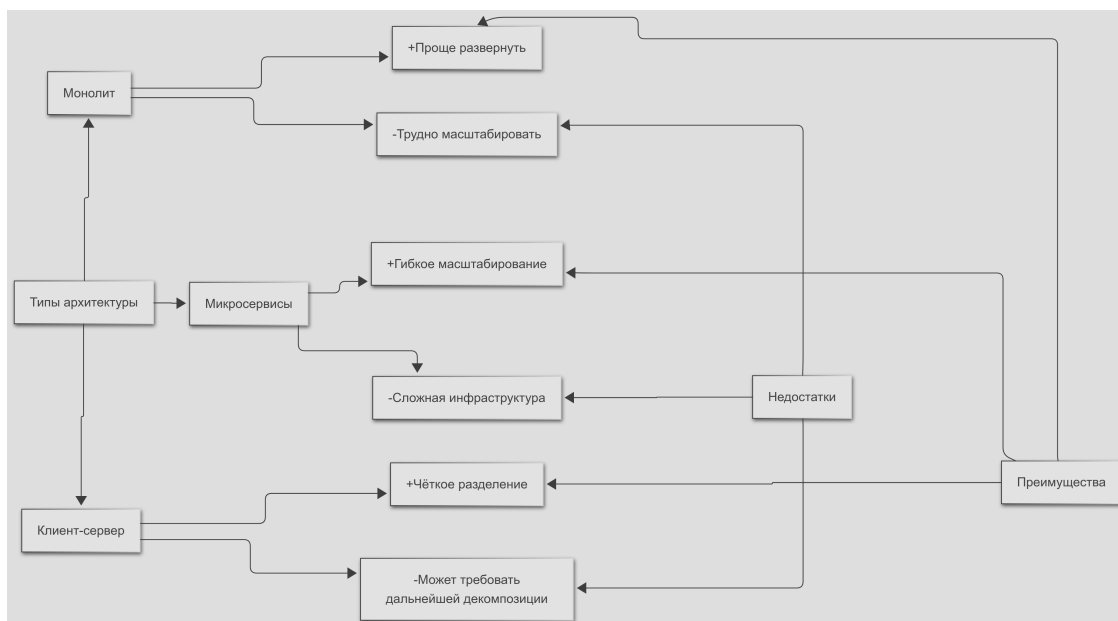 +Проще развернуть
Монолит
-Трудно масштабировать
+Гибкое масштабирование
Типы архитектуры
Микросервисы
-Сложная инфраструктура
Недостатки
+Чёткое разделение
Преимущества
Клиент-сервер
-Может требовать
дальнейшей декомпозиции